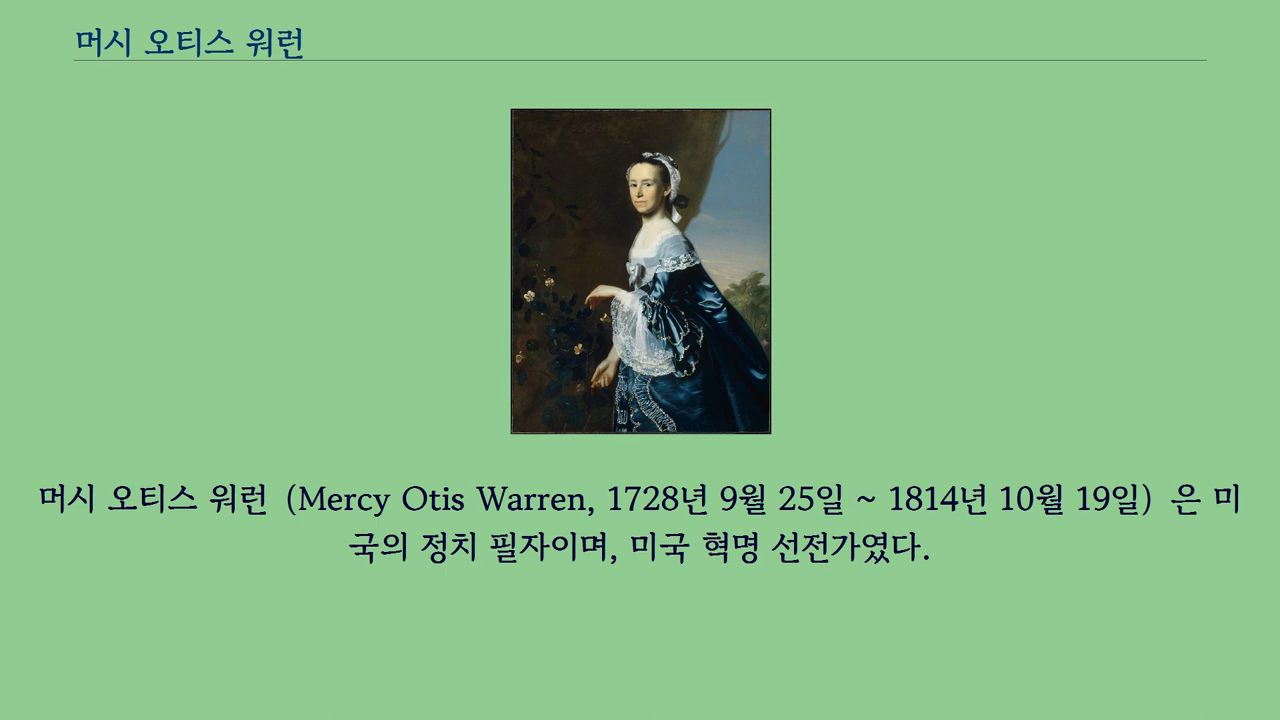 머시 오티스 워런
머시 오티스 워런 (Mercy Otis Warren, 1728년 9월 25일 ~ 1814년 10월 19일) 은 미
국의 정치 필자이며, 미국 혁명 선전가였다.